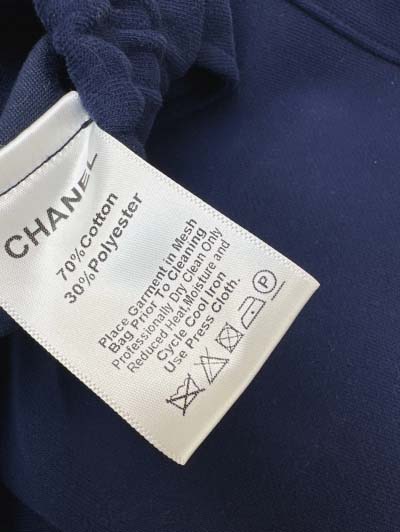 CHANEL
70%Cotton
30%Polyester
Place Garment in Mesh
Bag Prior To Cleaning
Professionally Dry Clean Only
Reduced Heat,Moisture and
Cycle Cool Iron
Use Press Cloth.
P